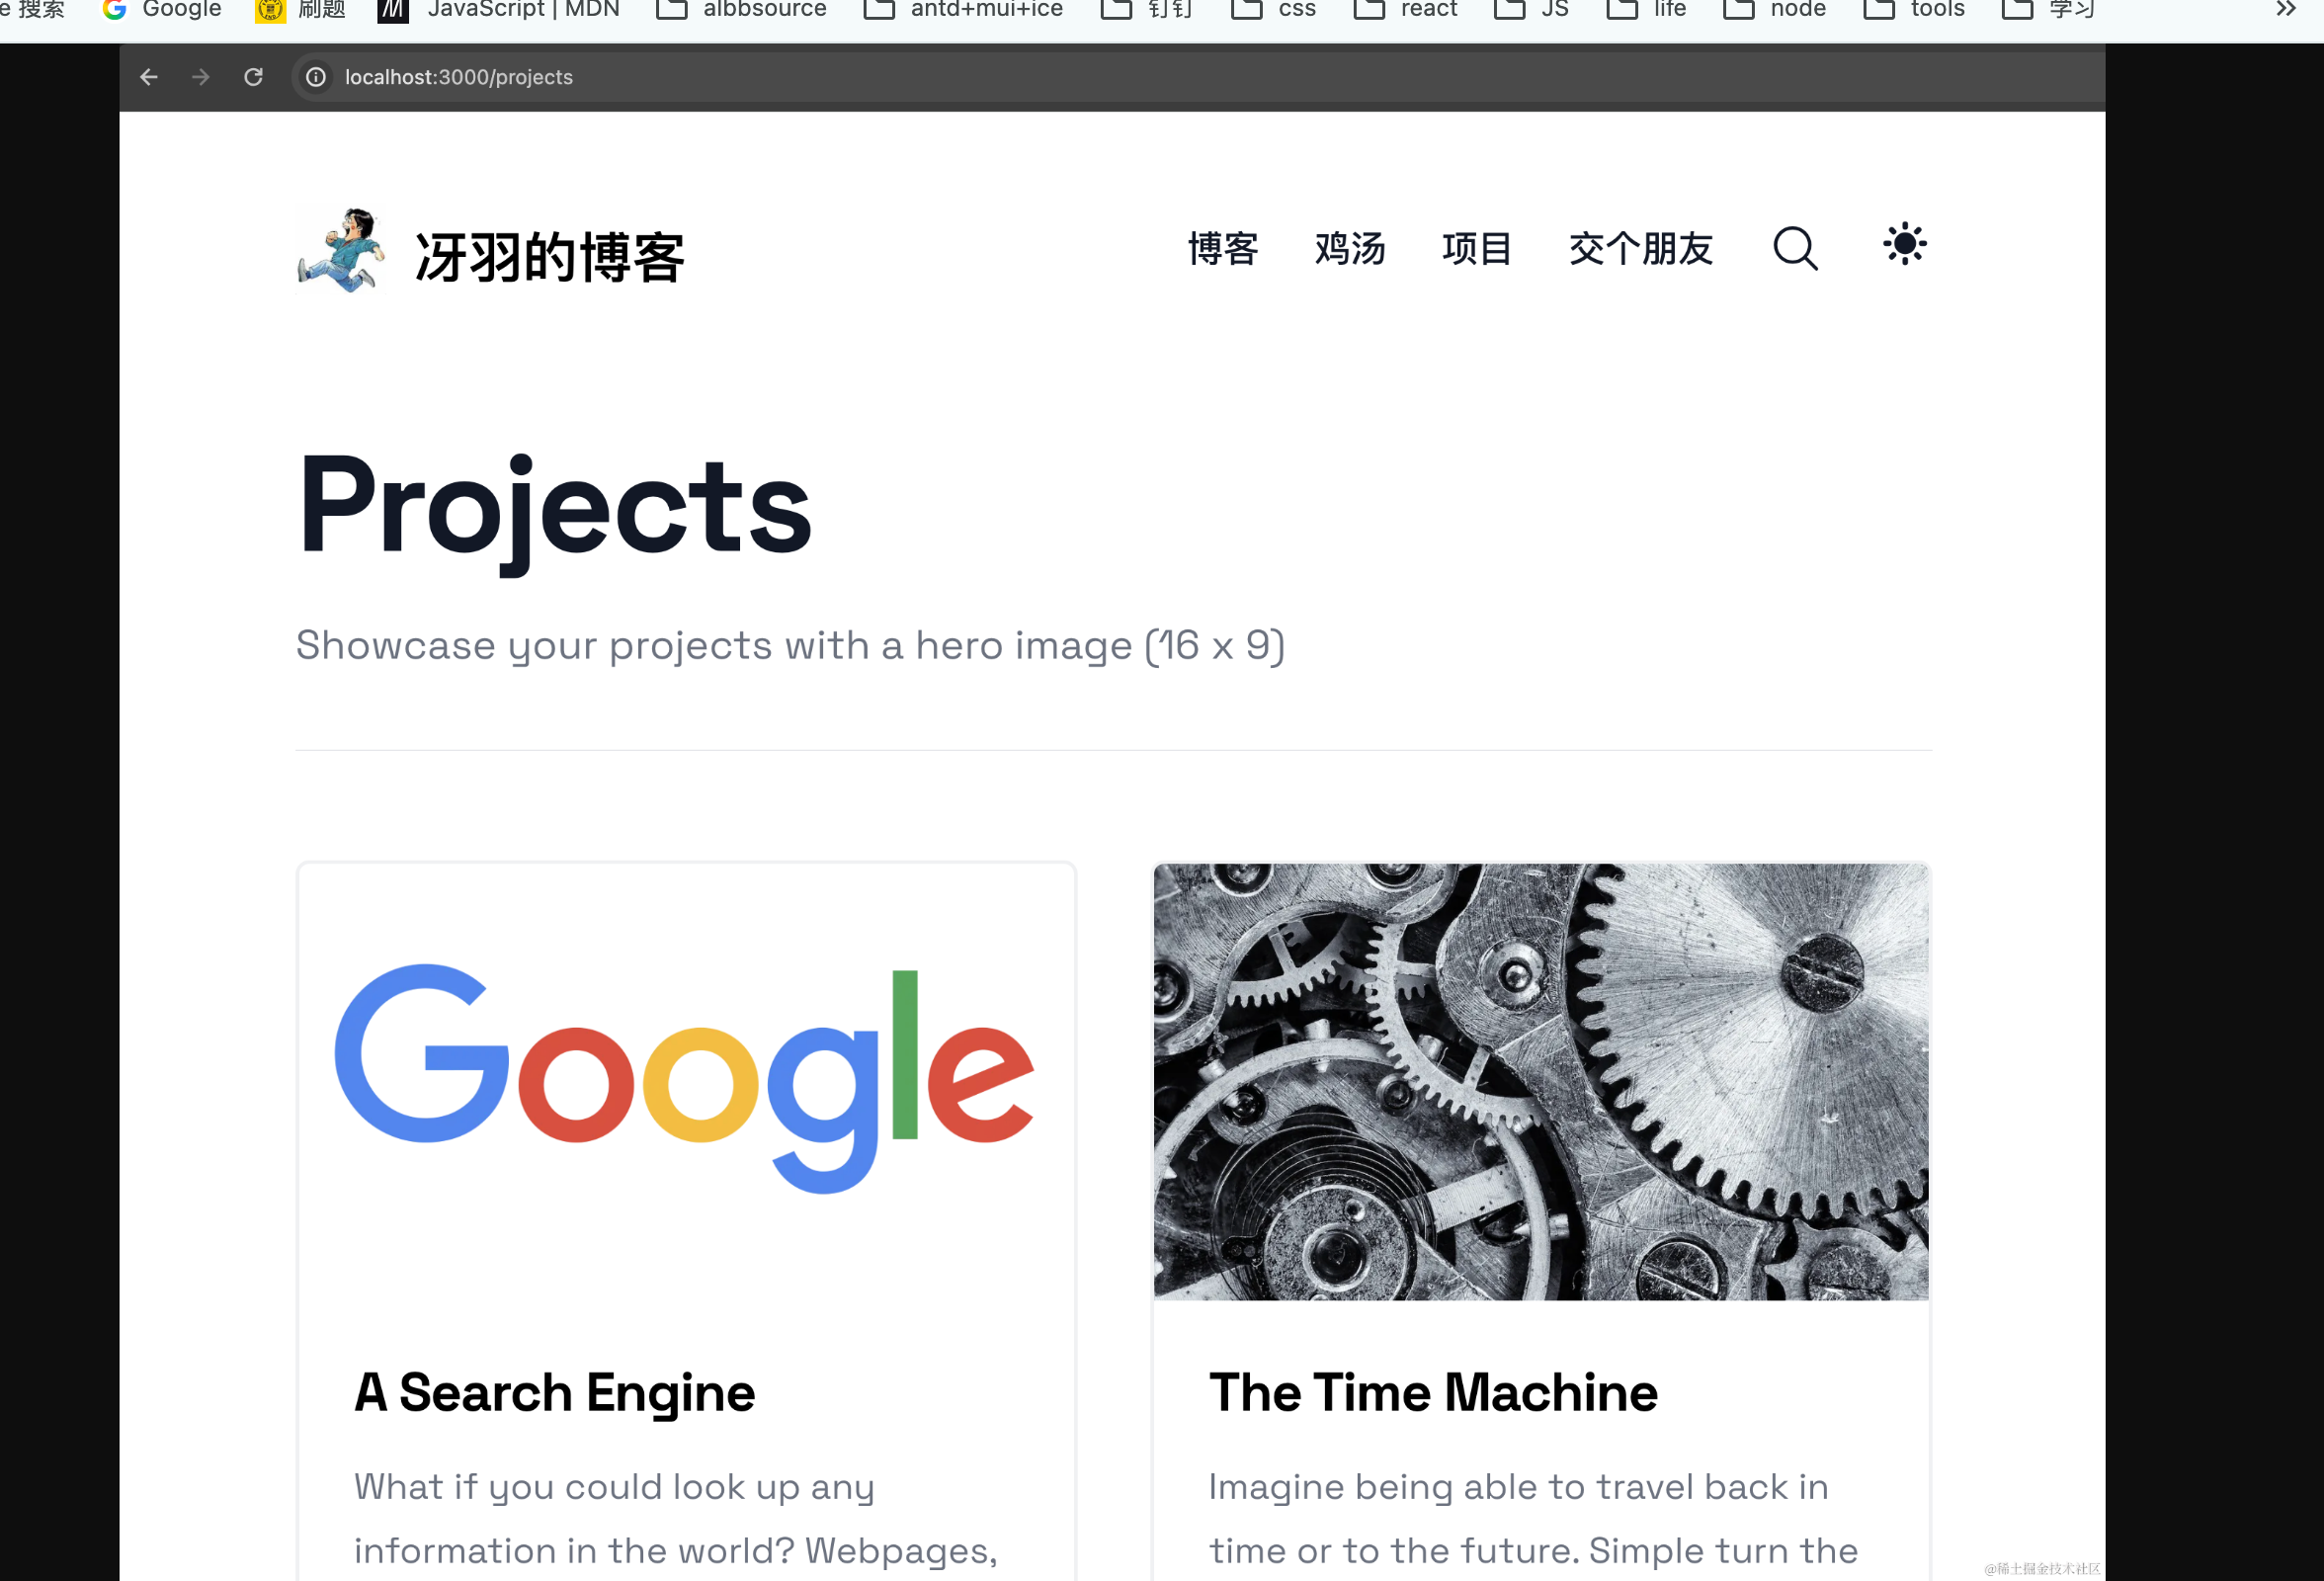 e 搜索 Google 刷题 JavaScript | MDN albbsource antd+mui+ice 钉钉 css react JS life node tools 学习
localhost:3000/projects
冴羽的博客 博客 鸡汤 项目 交个朋友
Projects
Showcase your projects with a hero image (16 x 9)
Google
A Search Engine
What if you could look up any
information in the world? Webpages,
The Time Machine
Imagine being able to travel back in
time or to the future. Simple turn the
@稀土掘金技术社区